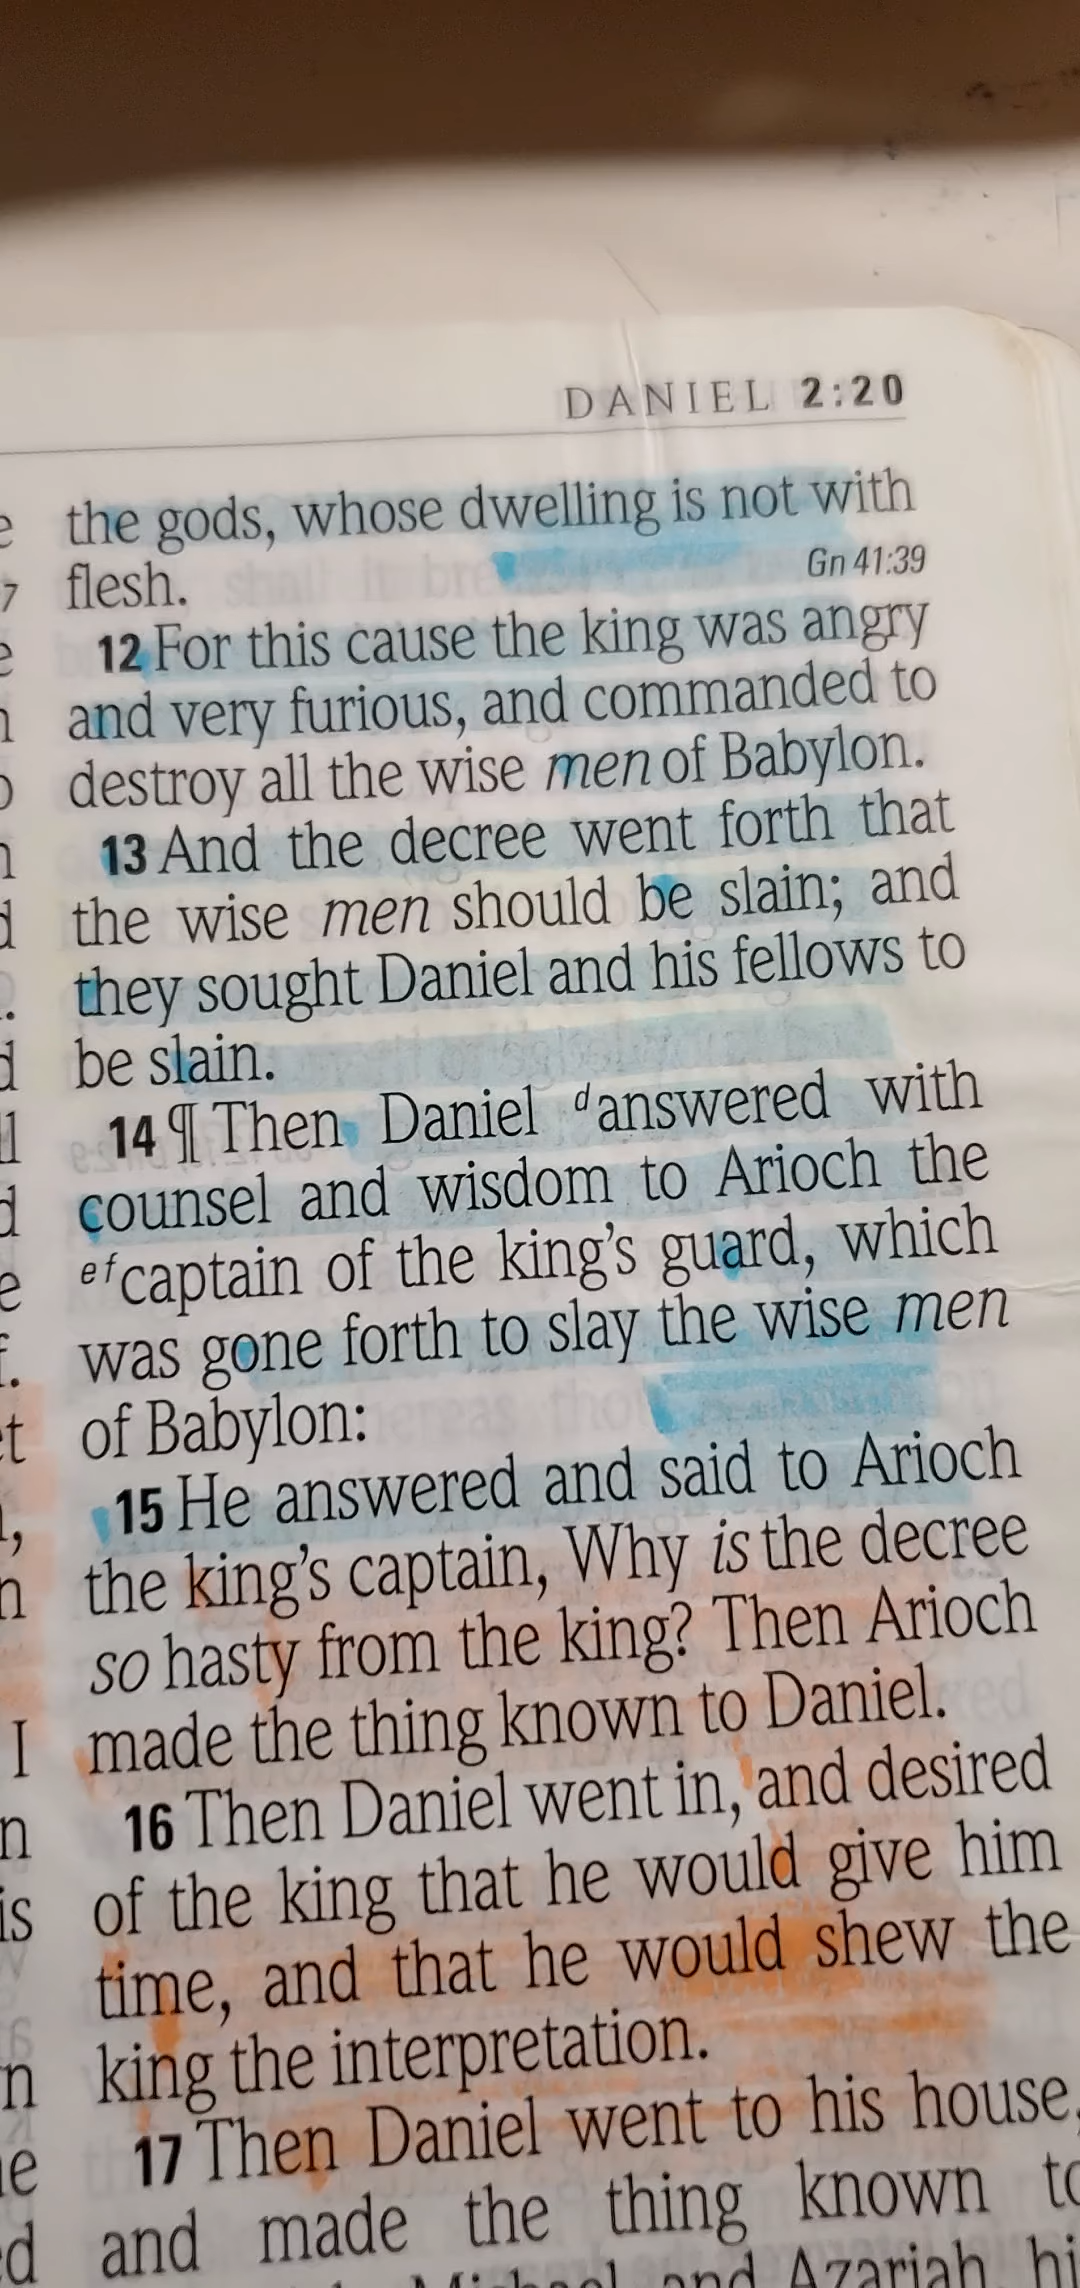 DANIEL 2:20
the gods, whose dwelling is not with
flesh. Gn 41:39
12 For this cause the king was angry
and very furious, and commanded to
destroy all the wise men of Babylon.
13 And the decree went forth that
the wise men should be slain; and
they sought Daniel and his fellows to
be slain.
14 ¶ Then Daniel d answered with
counsel and wisdom to Arioch the
e f captain of the king's guard, which
was gone forth to slay the wise men
of Babylon:
15 He answered and said to Arioch
the king's captain, Why is the decree
so hasty from the king? Then Arioch
made the thing known to Daniel.
16 Then Daniel went in, and desired
of the king that he would give him
time, and that he would shew the
king the interpretation.
17 Then Daniel went to his house,
and made the thing known to
and Azariah